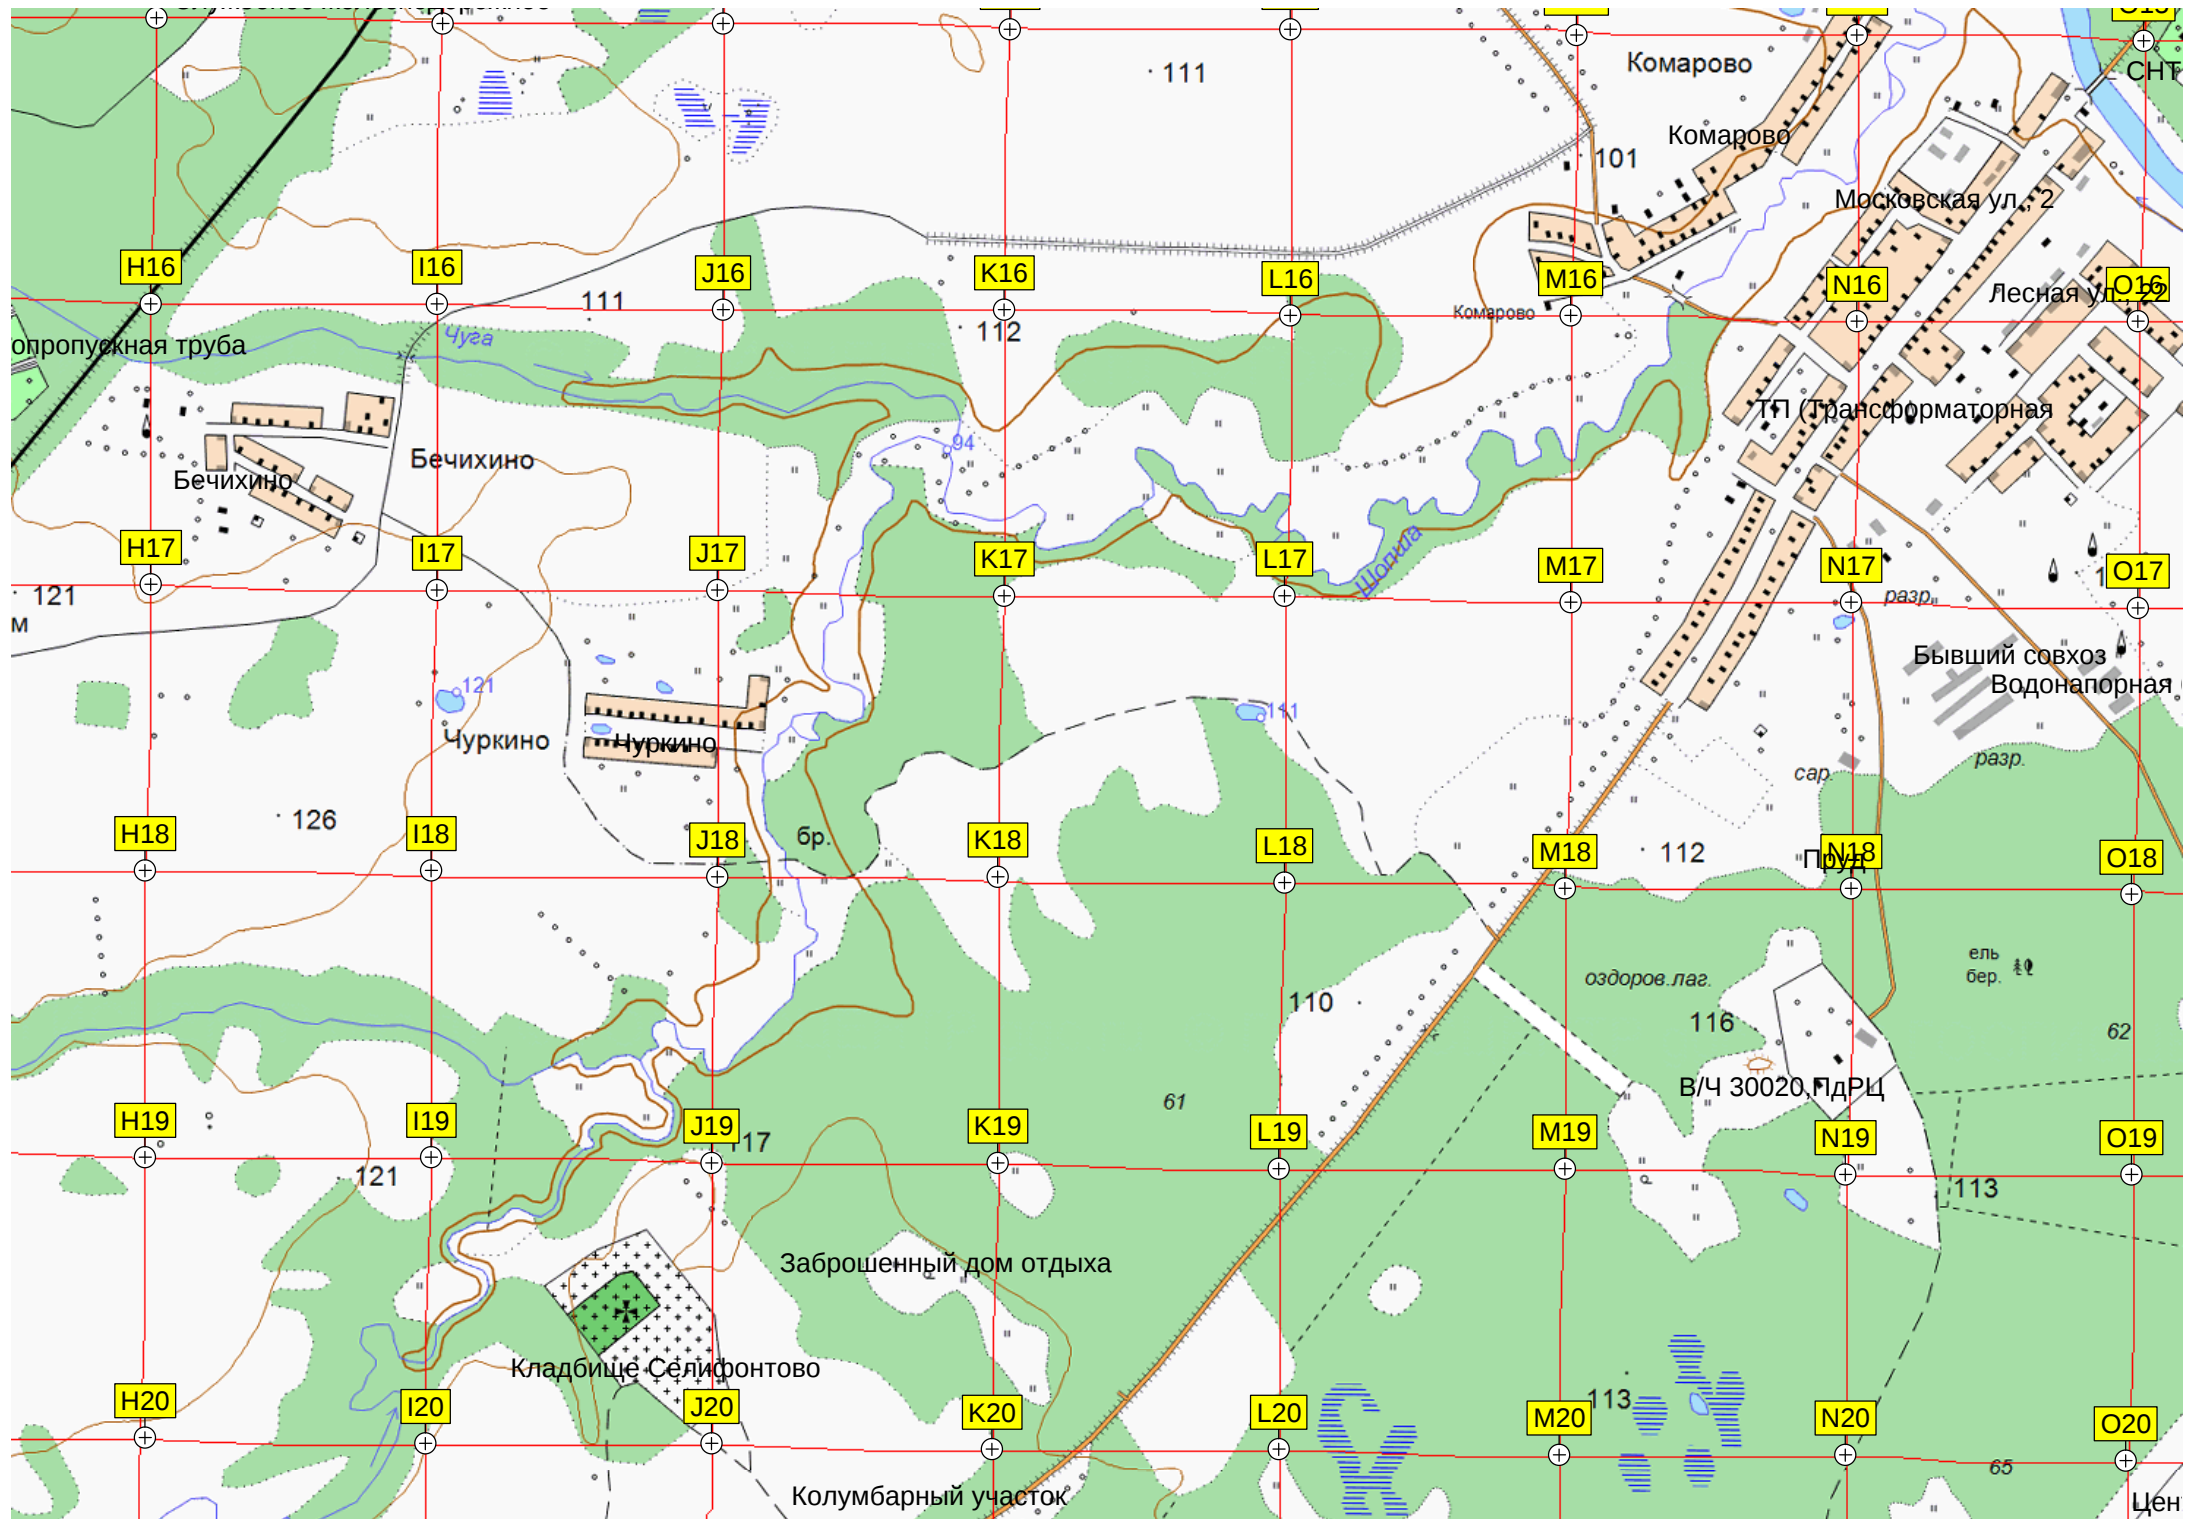 СНТ
111
Комарово
Комарово
101
Московская ул., 2
H16
I16
J16
K16
L16
M16
N16
O16
Лесная ул., 22
111
112
Комарово
опропускная труба
Чуга
94
ТП (Трансформаторная
Бечихино
Бечихино
Шопша
H17
I17
J17
K17
L17
M17
N17
O17
121
м
разр.
Бывший совхоз
Водонапорная
121
111
Чуркино
Чуркино
сар.
разр.
126
бр.
112
H18
I18
J18
K18
L18
M18
N18
O18
Пруд
ель
бер.
оздоров.лаг.
110
116
62
61
В/Ч 30020,ПдРЦ
H19
I19
J19
K19
L19
M19
N19
O19
17
121
113
Заброшенный дом отдыха
Кладбище Селифонтово
113
H20
I20
J20
K20
L20
M20
N20
O20
65
Колумбарный участок
Цен